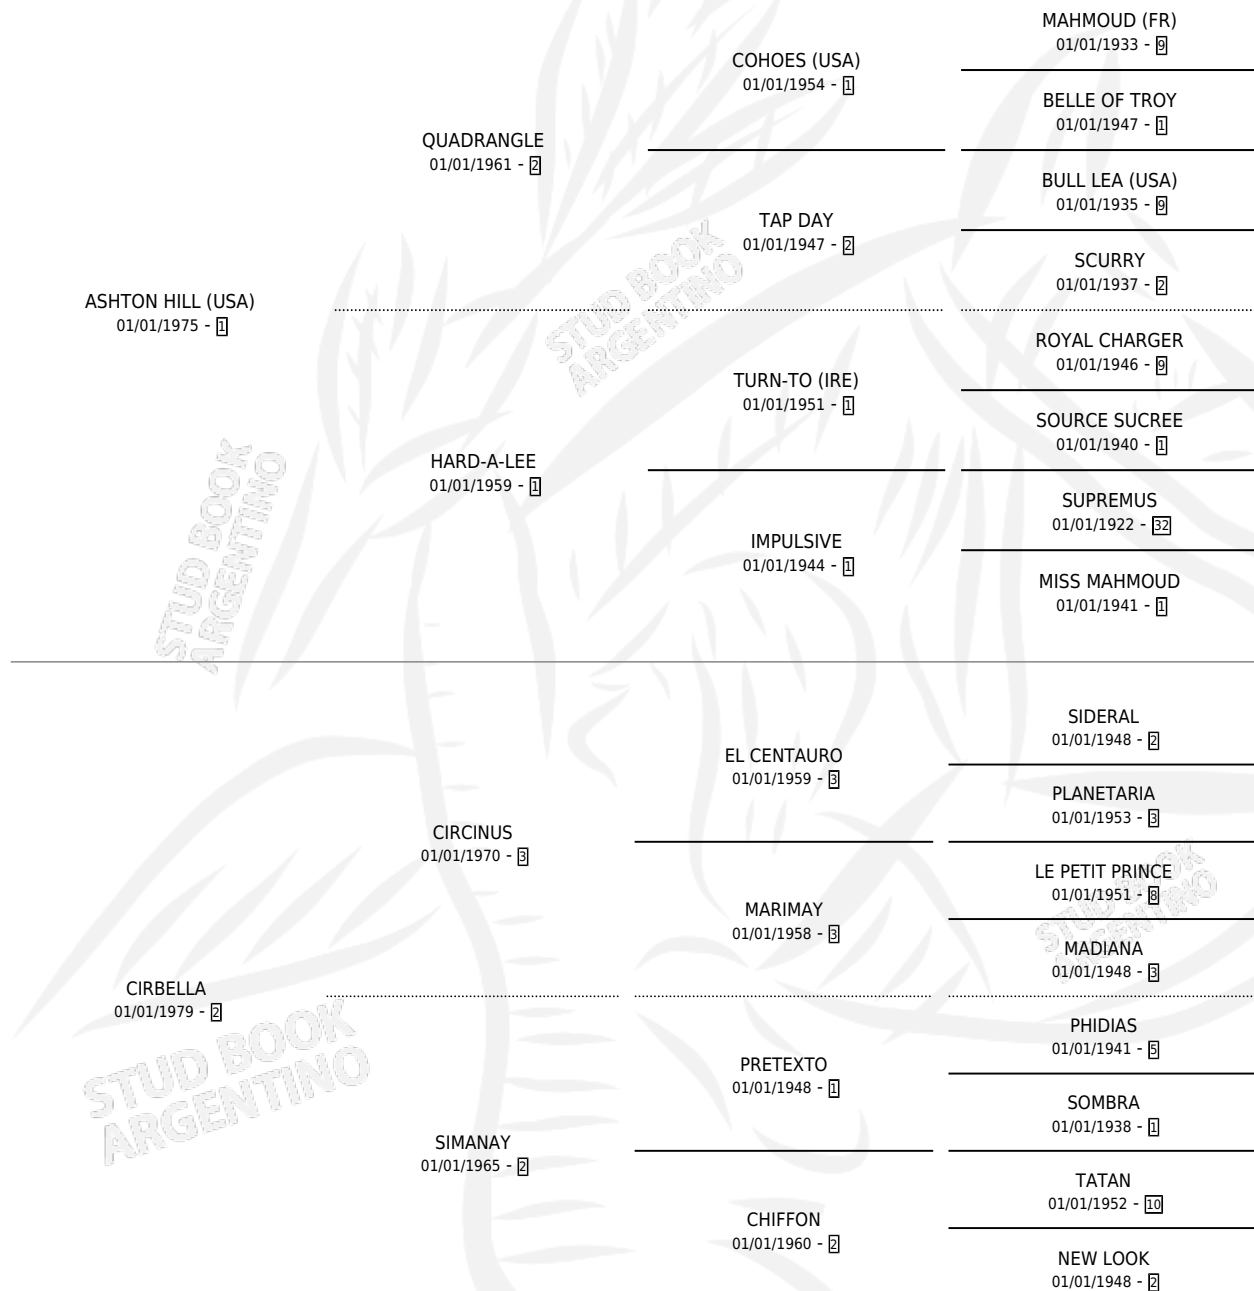 MAHMOUD (FR)
01/01/1933 - 9
COHOES (USA)
01/01/1954 - 1
BELLE OF TROY
01/01/1947 - 1
QUADRANGLE
01/01/1961 - 2
BULL LEA (USA)
01/01/1935 - 9
TAP DAY
01/01/1947 - 2
SCURRY
01/01/1937 - 2
ASHTON HILL (USA)
01/01/1975 - 1
ROYAL CHARGER
01/01/1946 - 9
TURN-TO (IRE)
01/01/1951 - 1
SOURCE SUCREE
01/01/1940 - 1
HARD-A-LEE
01/01/1959 - 1
SUPREMUS
01/01/1922 - 32
IMPULSIVE
01/01/1944 - 1
MISS MAHMOUD
01/01/1941 - 1
SIDERAL
01/01/1948 - 2
EL CENTAURO
01/01/1959 - 3
PLANETARIA
01/01/1953 - 3
CIRCINUS
01/01/1970 - 3
LE PETIT PRINCE
01/01/1951 - 8
MARIMAY
01/01/1958 - 3
MADIANA
01/01/1948 - 3
CIRBELLA
01/01/1979 - 2
PHIDIAS
01/01/1941 - 5
PRETEXTO
01/01/1948 - 1
SOMBRA
01/01/1938 - 1
SIMANAY
01/01/1965 - 2
TATAN
01/01/1952 - 10
CHIFFON
01/01/1960 - 2
NEW LOOK
01/01/1948 - 2
STUD BOOK
ARGENTINO
STUD BOOK
ARGENTINO
STUD BOOK
ARGENTINO
STUD BOOK
ARGENTINO